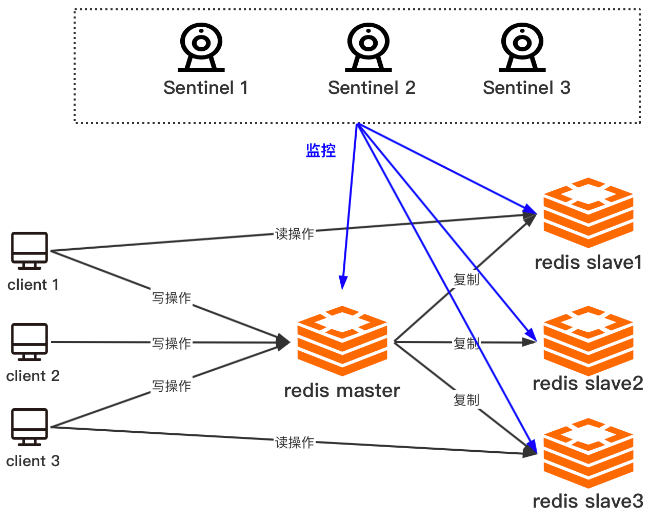 Sentinel 1
Sentinel 2
Sentinel 3
监控
读操作
redis slave1
client 1
写操作
复制
client 2
写操作
复制
redis master
redis slave2
写操作
复制
client 3
读操作
redis slave3